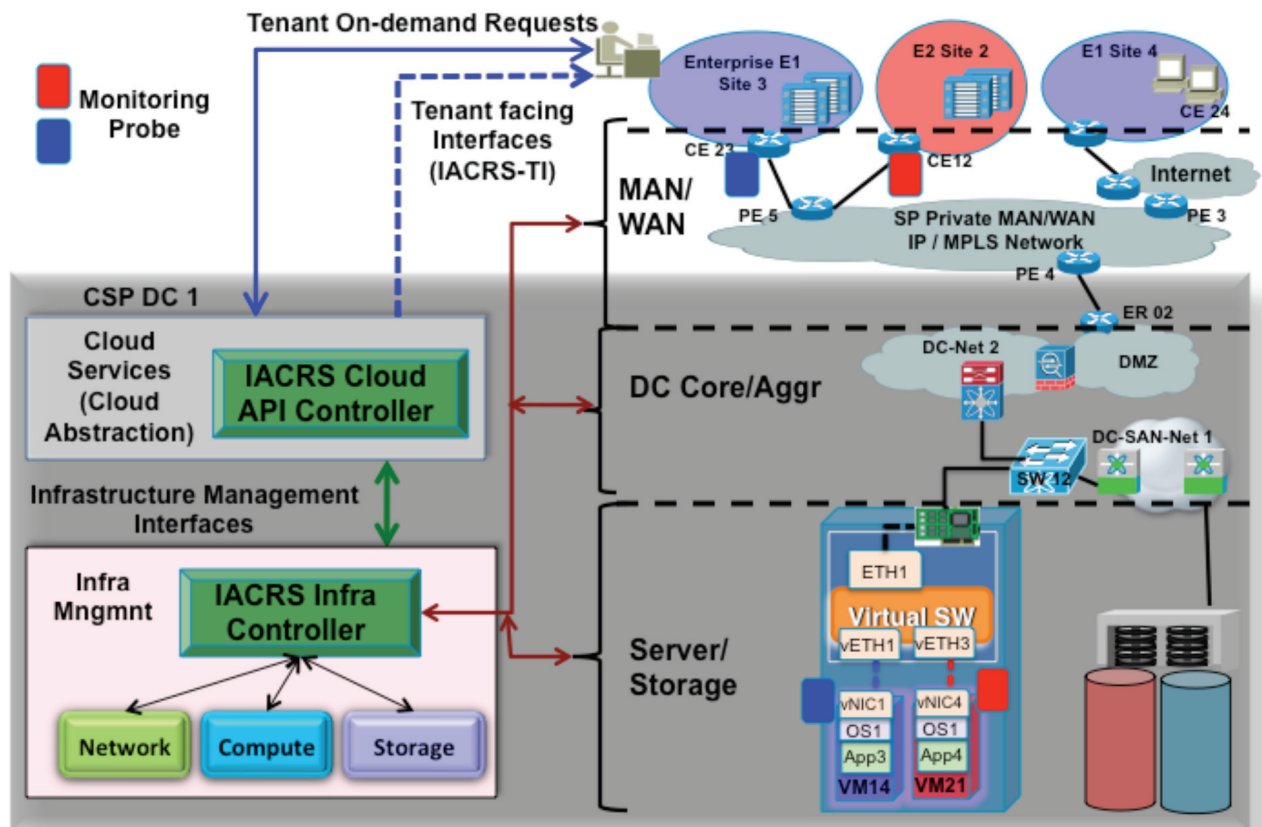 Tenant On-demand Requests
Monitoring
Probe
Tenant facing
Interfaces
(IACRS-TI)
Enterprise E1
Site 3
E2 Site 2
E1 Site 4
CE 24
CE 23
CE12
MAN/
WAN
Internet
PE 5
PE 3
SP Private MAN/WAN
IP / MPLS Network
PE 4
ER 02
CSP DC 1
Cloud
Services
(Cloud
Abstraction)
IACRS Cloud
API Controller
DC Core/Aggr
DC-Net 2
DMZ
DC-SAN-Net 1
SW 12
Infrastructure Management
Interfaces
Infra
Mngmnt
IACRS Infra
Controller
Network
Compute
Storage
Server/
Storage
ETH1
Virtual SW
vETH1
vETH3
vNIC1
vNIC4
OS1
OS1
App3
App4
VM14
VM21